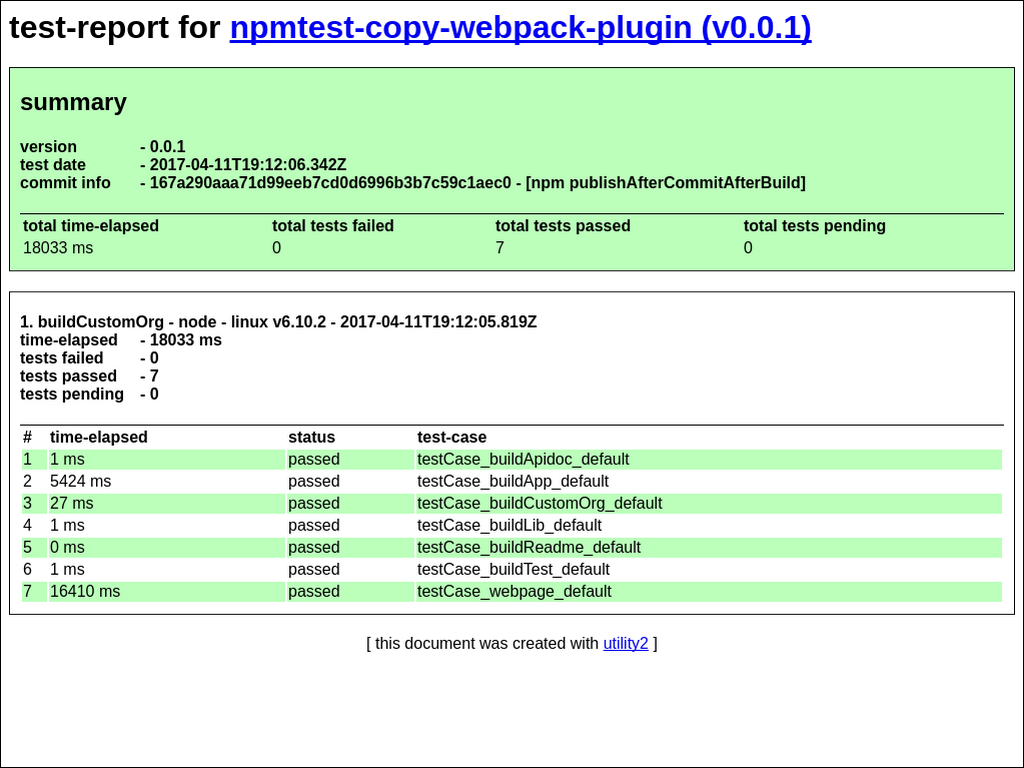 test-report for npmtest-copy-webpack-plugin (v0.0.1)
summary
version - 0.0.1
test date - 2017-04-11T19:12:06.342Z
commit info - 167a290aaa71d99eeb7cd0d6996b3b7c59c1aec0 - [npm publishAfterCommitAfterBuild]
total time-elapsed total tests failed total tests passed total tests pending
18033 ms 0 7 0
1. buildCustomOrg - node - linux v6.10.2 - 2017-04-11T19:12:05.819Z
time-elapsed - 18033 ms
tests failed - 0
tests passed - 7
tests pending - 0
# time-elapsed status test-case
1 1 ms passed testCase_buildApidoc_default
2 5424 ms passed testCase_buildApp_default
3 27 ms passed testCase_buildCustomOrg_default
4 1 ms passed testCase_buildLib_default
5 0 ms passed testCase_buildReadme_default
6 1 ms passed testCase_buildTest_default
7 16410 ms passed testCase_webpage_default
[ this document was created with utility2 ]